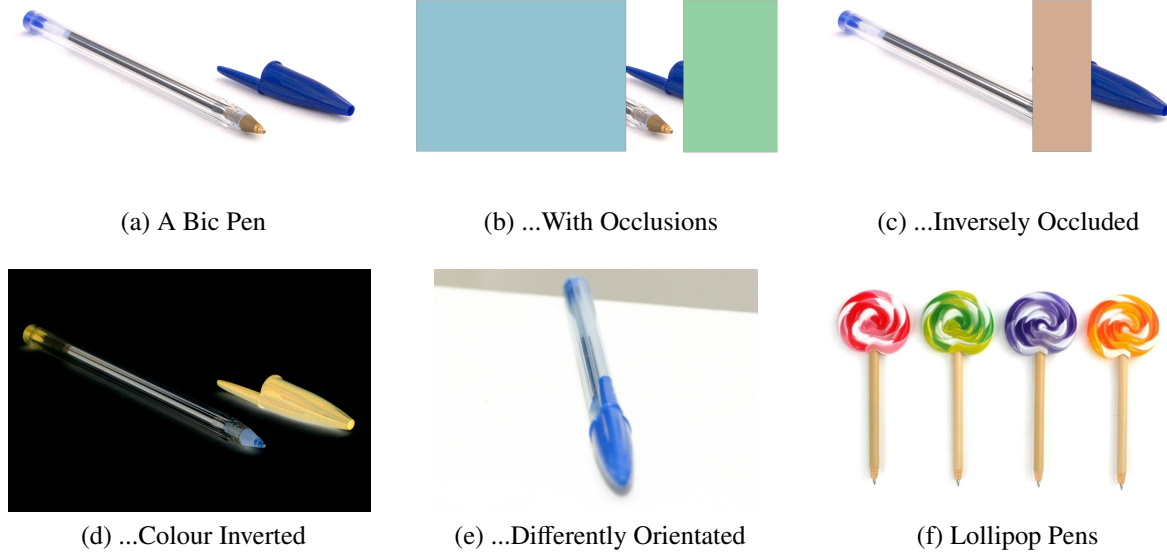 (a) A Bic Pen
(b) ...With Occlusions
(c) ...Inversely Occluded
(d) ...Colour Inverted
(e) ...Differently Orientated
(f) Lollipop Pens